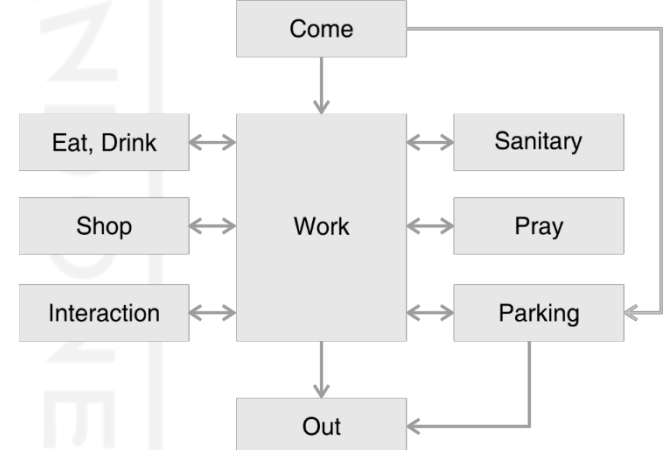 Come
Eat, Drink
Sanitary
Work
Shop
Pray
Interaction
Parking
Out